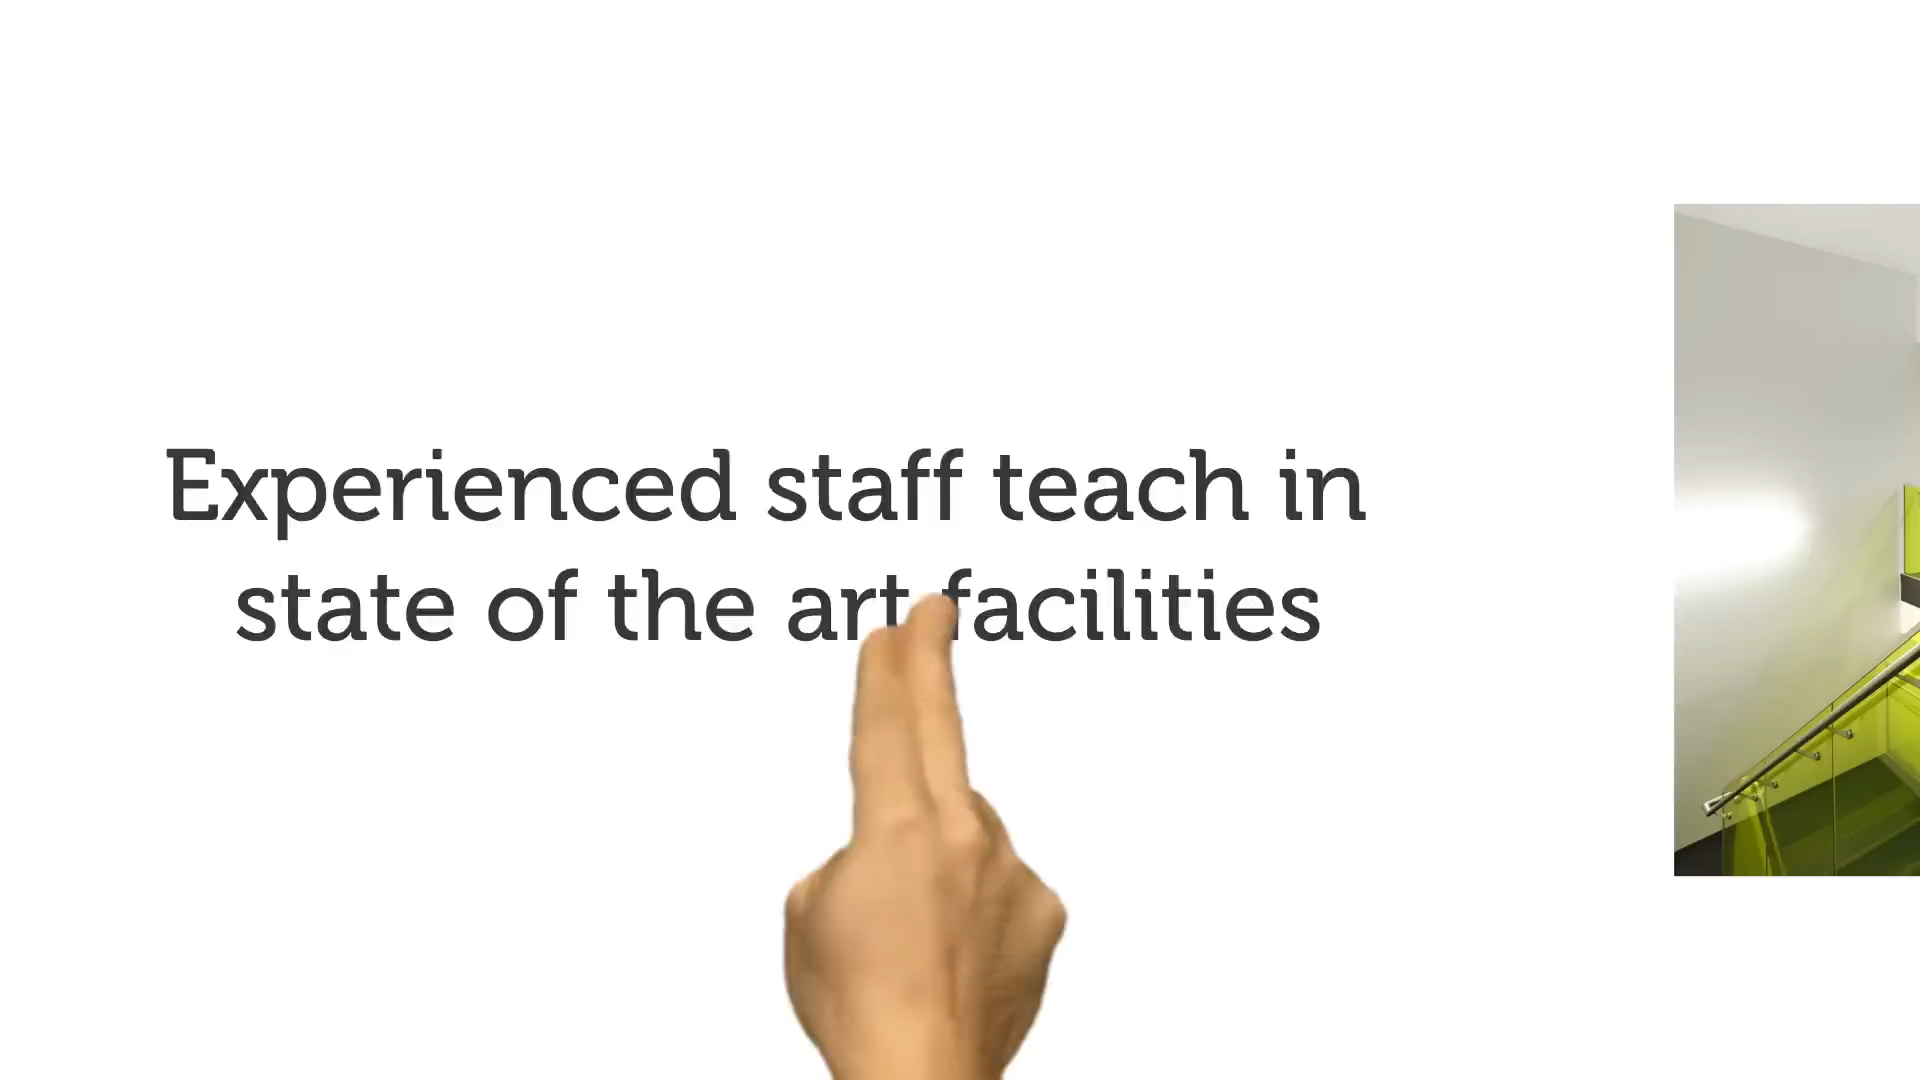 Experienced staff teach in
state of the art facilities